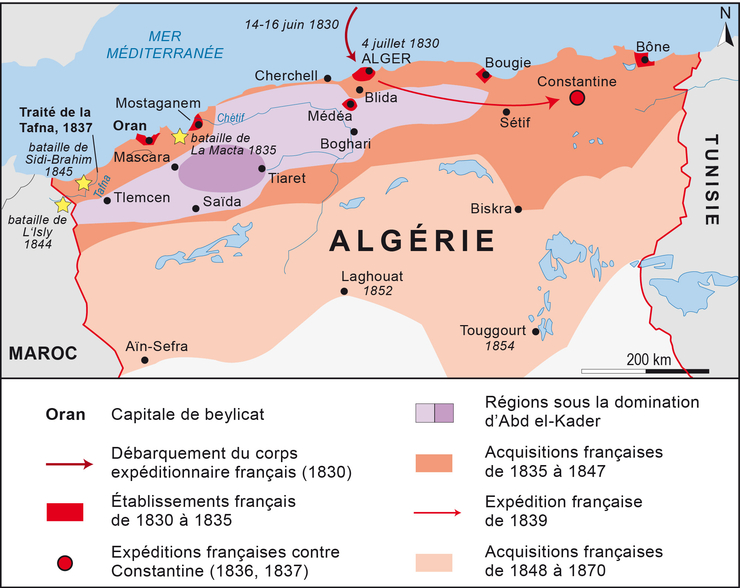 14-16 juin 1830
N
MER
MÉDITERRANÉE
4 juillet 1830
ALGER
Bône
Bougie
Cherchell
Constantine
Blida
Traité de la
Tafna, 1837
Mostaganem
Chétif
Médéa
Sétif
Oran
bataille de
La Macta 1835
Boghari
bataille de
Sidi-Brahim
1845
Mascara
Tafna
Tiaret
TUNISIE
Tlemcen
Saïda
Biskra
bataille de
L'Isly
1844
ALGÉRIE
Laghouat
1852
Touggourt
1854
Aïn-Sefra
MAROC
200 km
Oran
Capitale de beylicat
Débarquement du corps
expéditionnaire français (1830)
Établissements français
de 1830 à 1835
Expéditions françaises contre
Constantine (1836, 1837)
Régions sous la domination
d'Abd el-Kader
Acquisitions françaises
de 1835 à 1847
Expédition française
de 1839
Acquisitions françaises
de 1848 à 1870